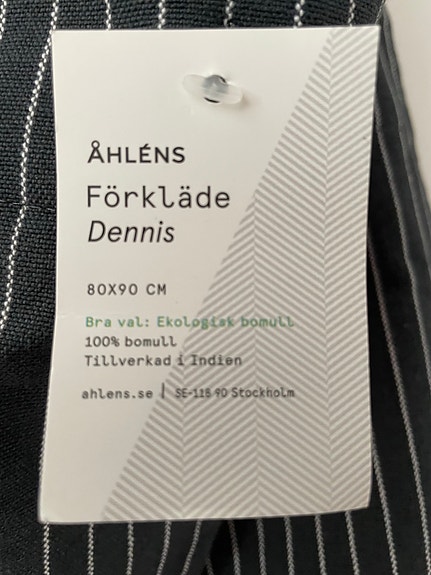 ÅHLÉNS
Förkläde
Dennis
80X90 CM
Bra val: Ekologisk bomull
100% bomull
Tillverkad i Indien
ahlens.se | SE-118 90 Stockholm